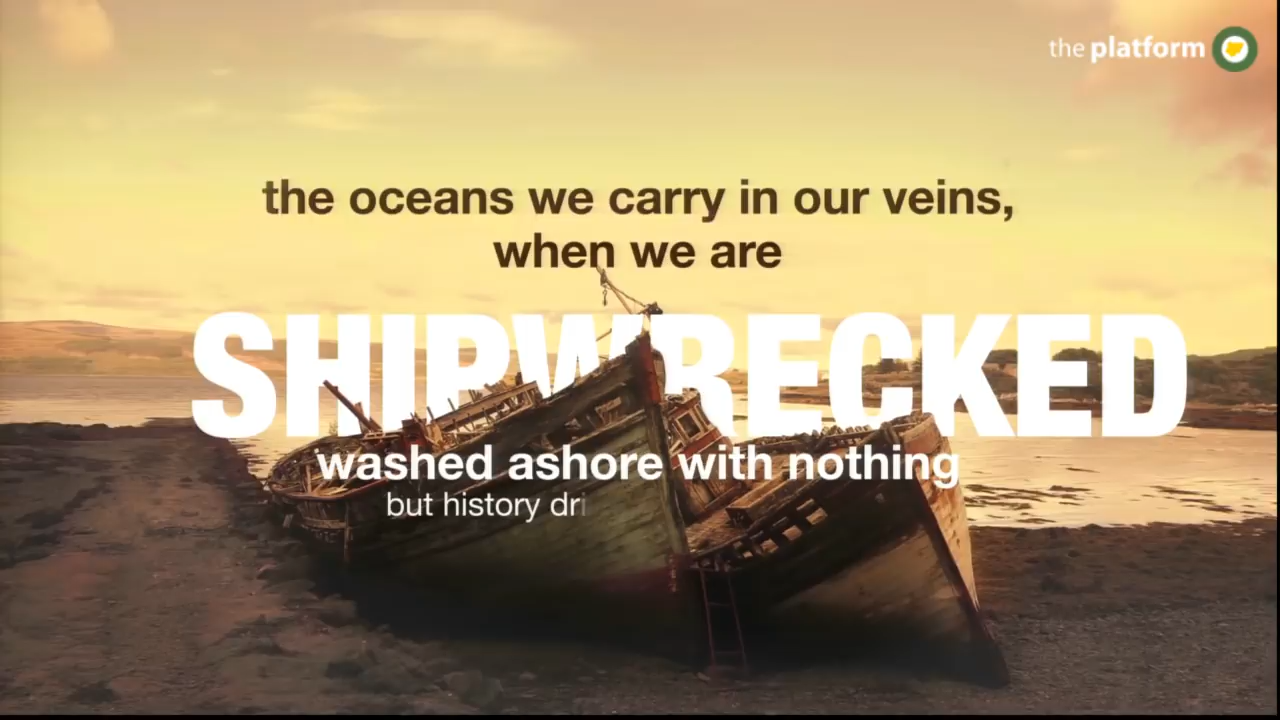 the platform
the oceans we carry in our veins,
when we are
SHIPWRECKED
washed ashore with nothing
but history dri